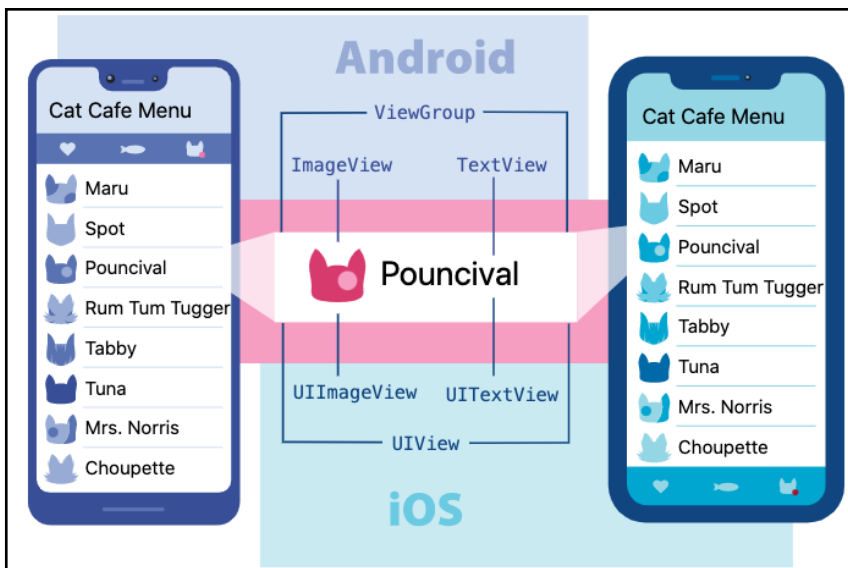 Android
Cat Cafe Menu
Maru
Spot
Pouncival
Rum Tum Tugger
Tabby
Tuna
Mrs. Norris
Choupette
ViewGroup
ImageView TextView
Pouncival
UIImageView UITextView
UIView
iOS
Cat Cafe Menu
Maru
Spot
Pouncival
Rum Tum Tugger
Tabby
Tuna
Mrs. Norris
Choupette